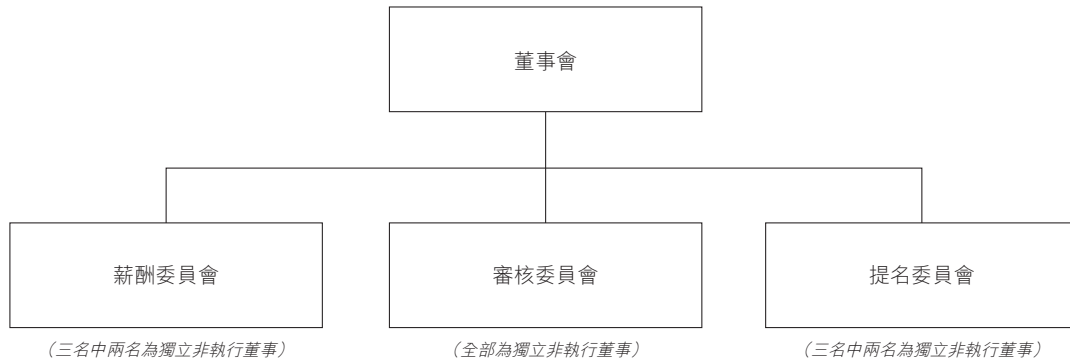 董事會
薪酬委員會
審核委員會
提名委員會
（三名中兩名為獨立非執行董事）
（全部為獨立非執行董事）
（三名中兩名為獨立非執行董事）